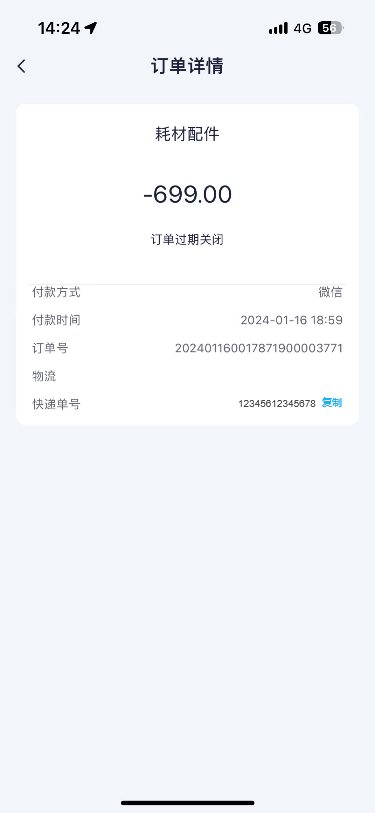 14:24 4G 56
订单详情
耗材配件
-699.00
订单过期关闭
付款方式 微信
付款时间 2024-01-16 18:59
订单号 202401160017871900003771
物流
快递单号 12345612345678 复制